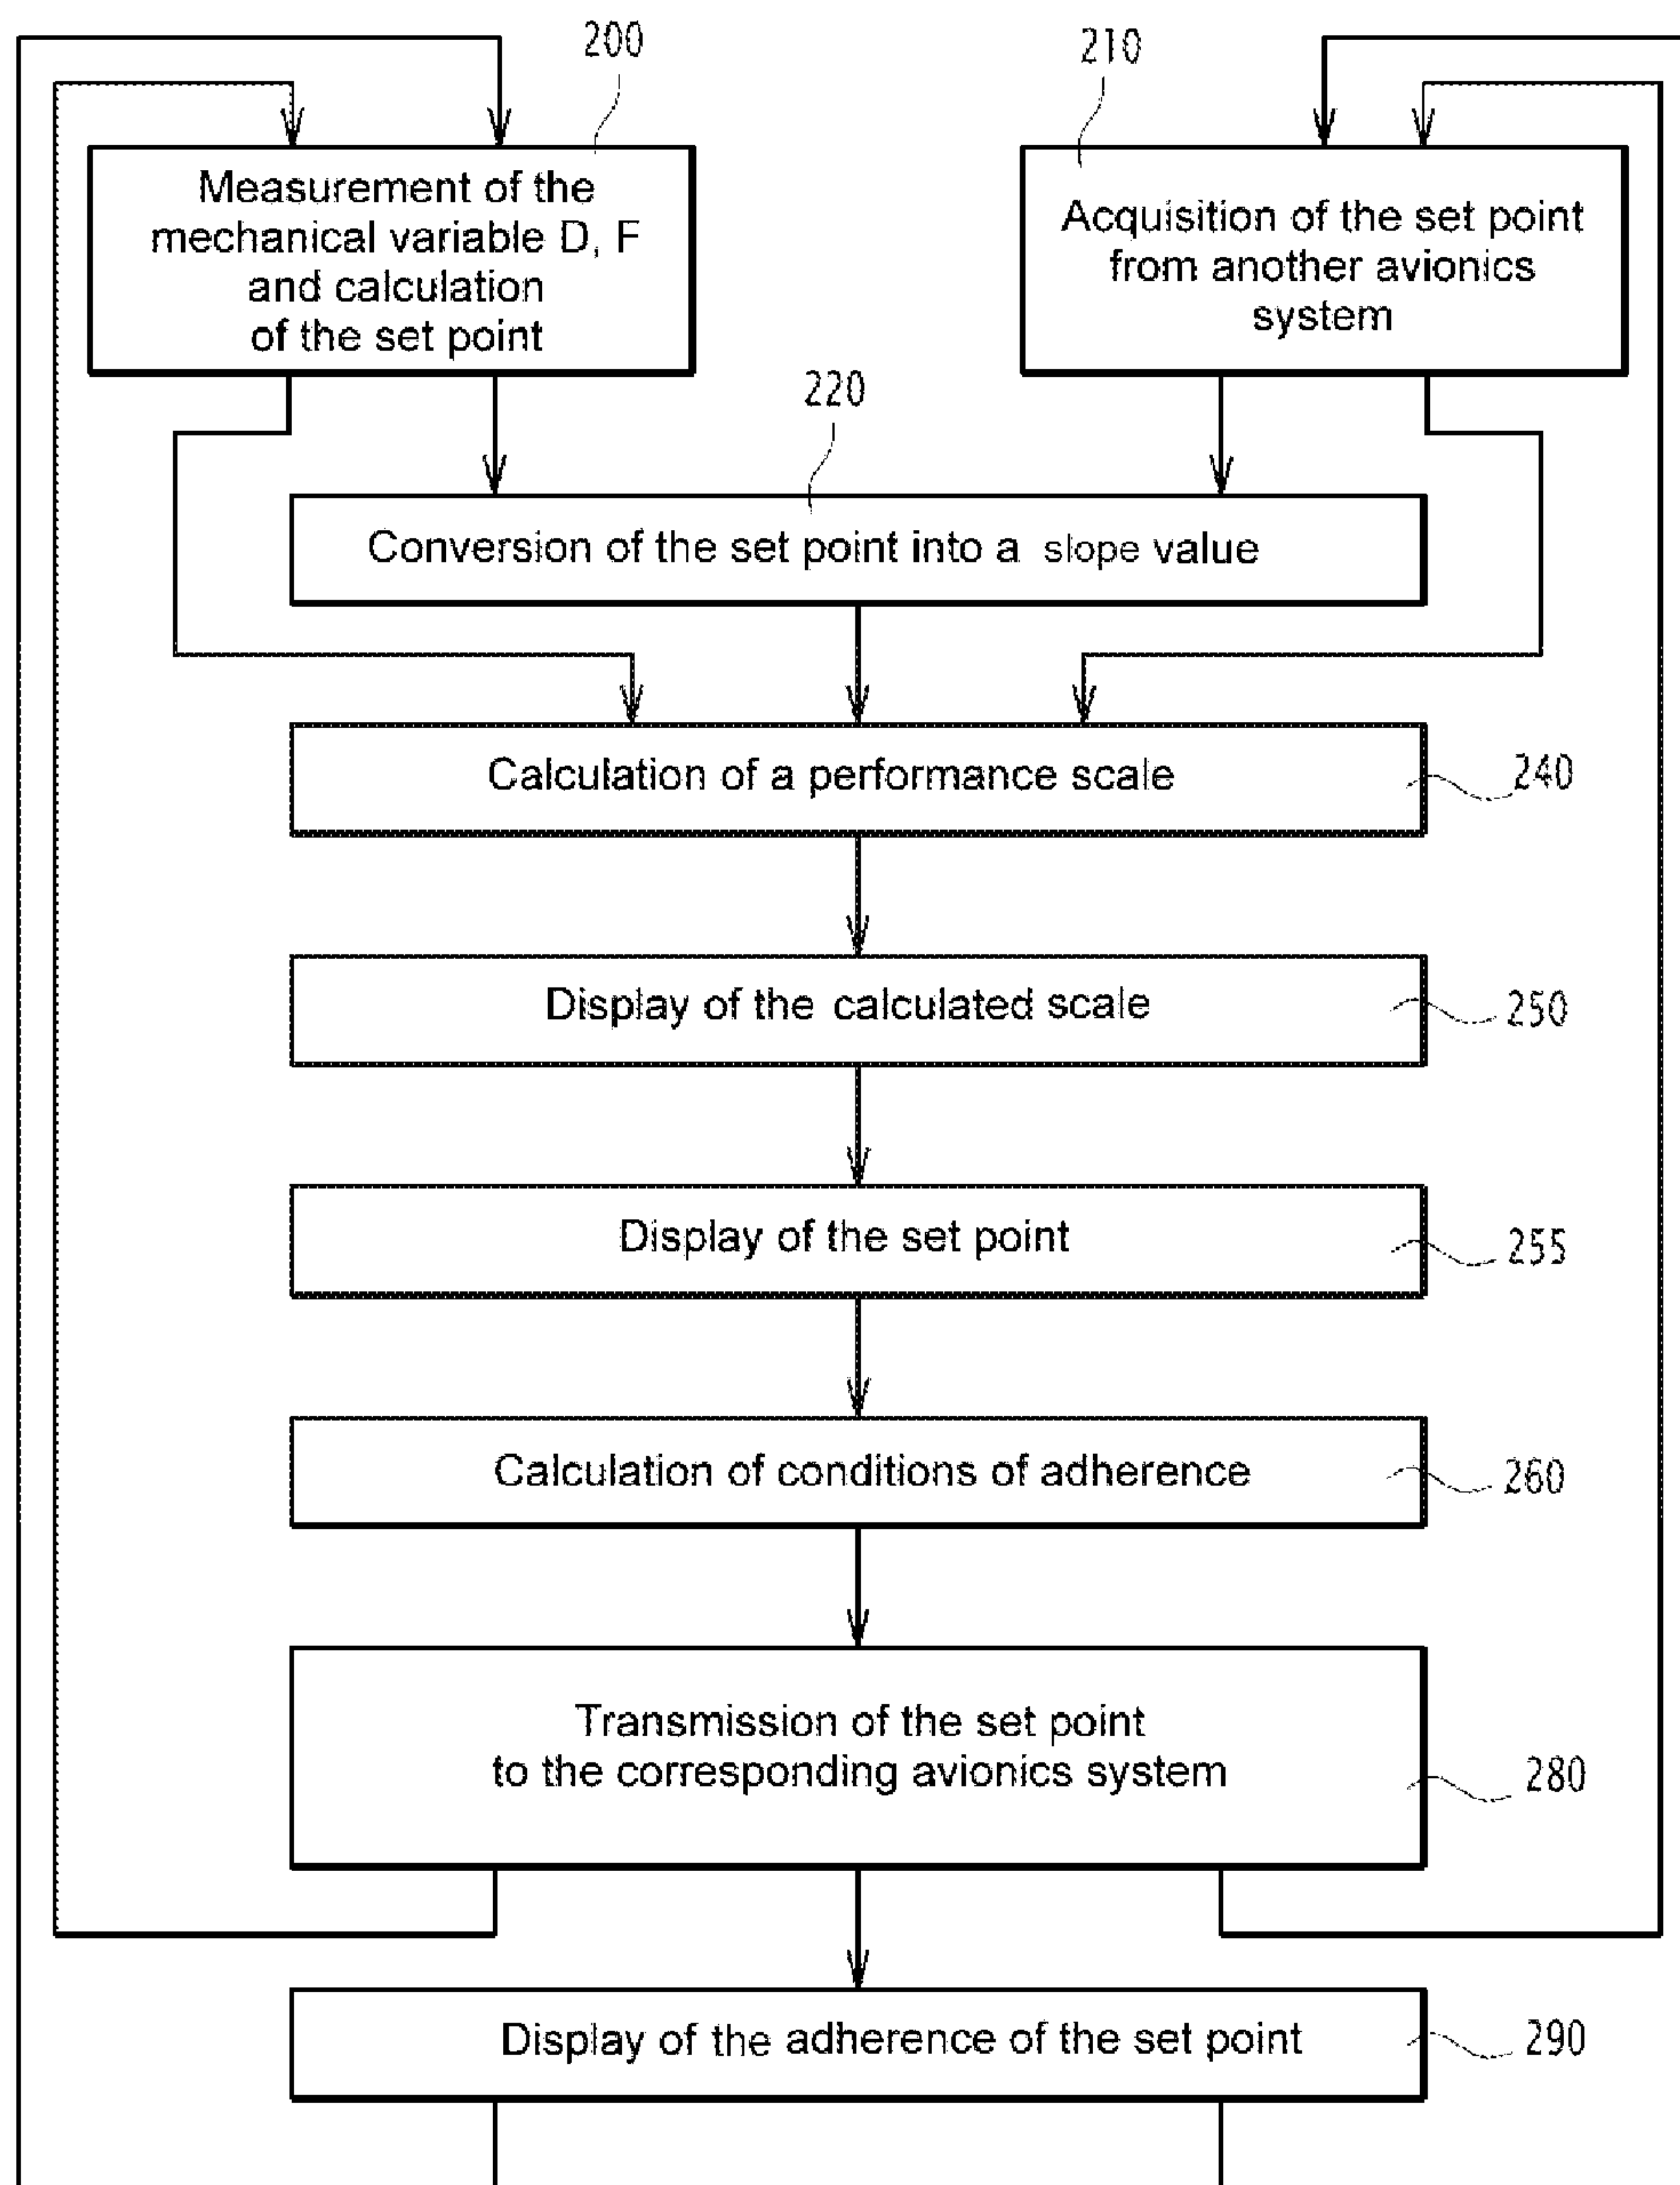 200
210
Measurement of the
mechanical variable D, F
and calculation
of the set point
Acquisition of the set point
from another avionics
system
220
Conversion of the set point into a slope value
Calculation of a performance scale
240
Display of the calculated scale
250
Display of the set point
255
Calculation of conditions of adherence
260
Transmission of the set point
to the corresponding avionics system
280
Display of the adherence of the set point
290